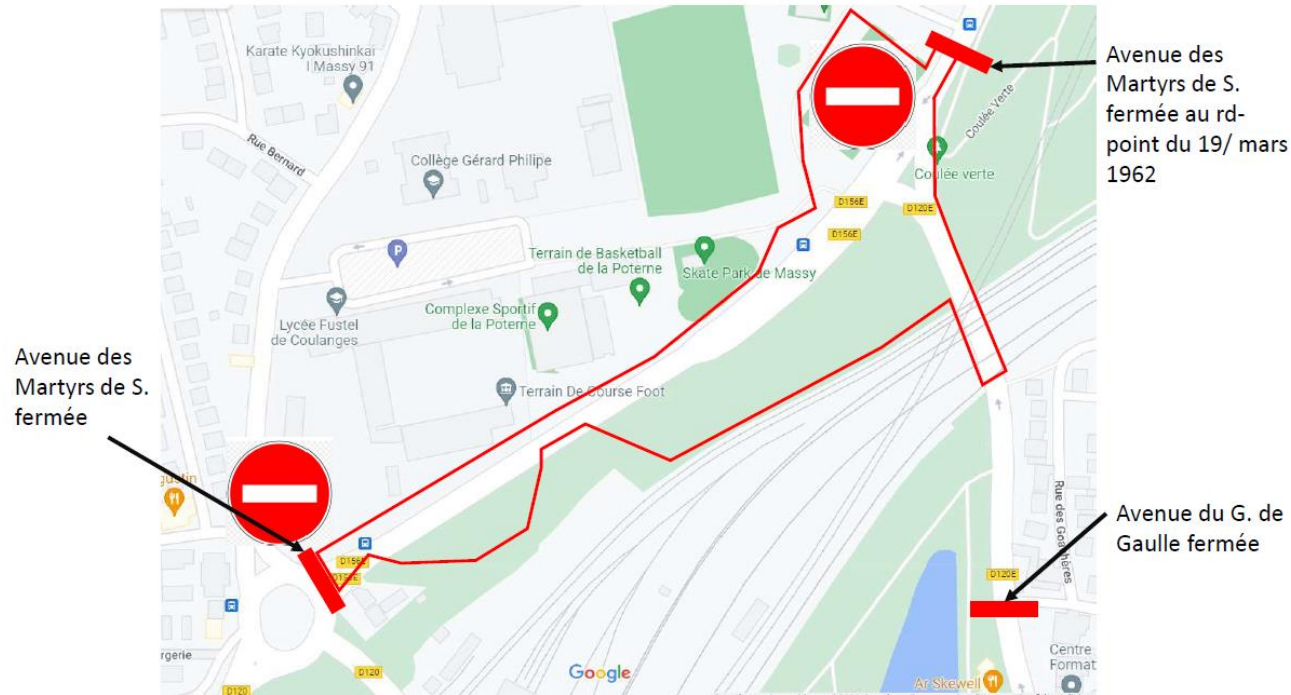 Karate Kyokushinkai
| Massy 91
Rue Bernard
Collège Gérard Philipe
P
Lycée Fustel
de Coulanges
Terrain de Basketball
de la Poterne
Complexe Sportif
de la Poterne
Skate Park de Massy
Terrain De Course Foot
Coulée Verte
Coulée verte
D156E
D120E
D156E
Avenue des
Martyrs de S.
fermée au rd-
point du 19/ mars
1962
Avenue des
Martyrs de S.
fermée
Avenue du G. de
Gaulle fermée
D156E
D120E
D120
D120
Google
Ar Skewell
Centre
Format